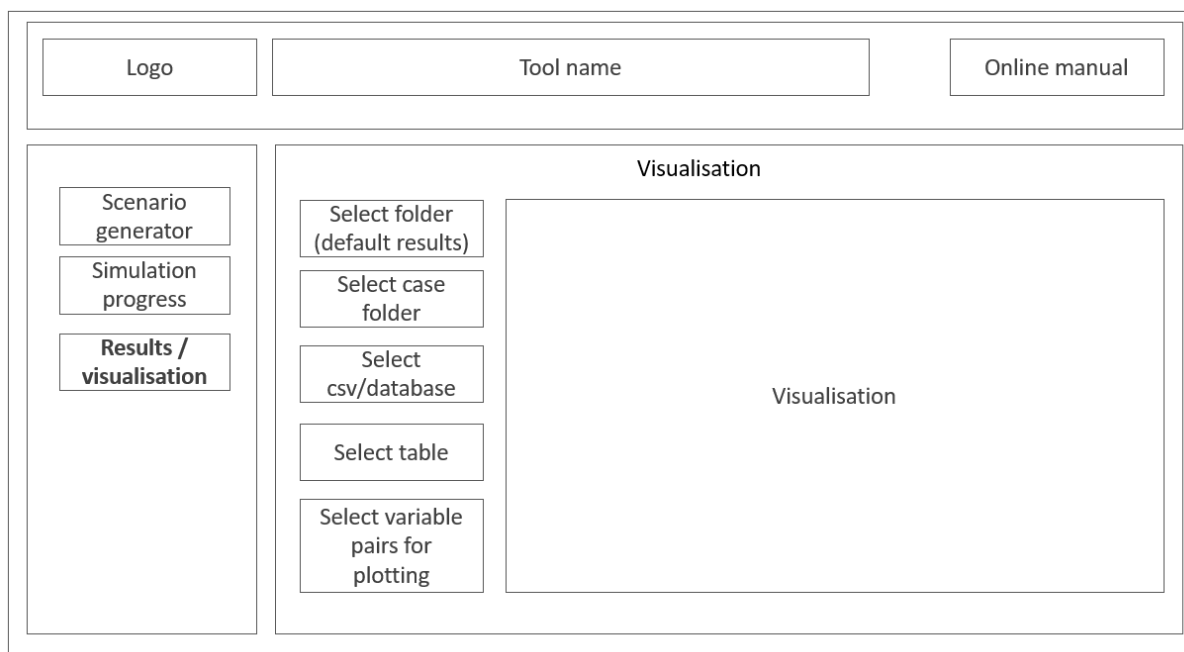 Logo
Tool name
Online manual
Scenario
generator
Simulation
progress
Results /
visualisation
Visualisation
Select folder
(default results)
Select case
folder
Select
csv/database
Select table
Select variable
pairs for
plotting
Visualisation